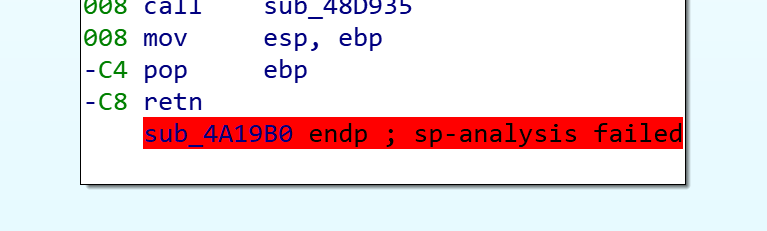 008 call sub_48D935
008 mov esp, ebp
-C4 pop ebp
-C8 retn
sub_4A19B0 endp ; sp-analysis failed